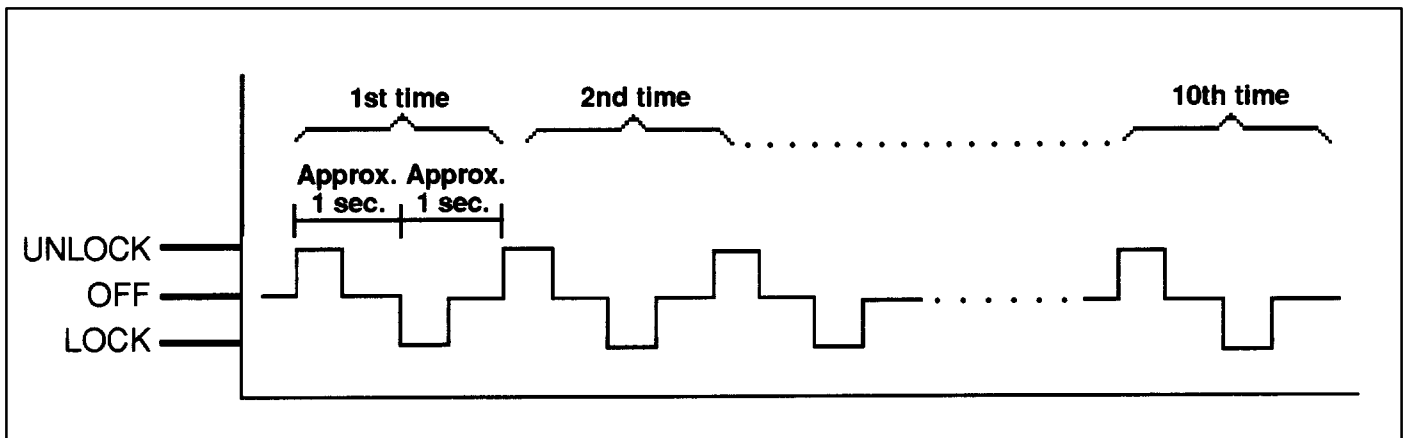 1st time
2nd time
10th time
Approx. Approx.
1 sec. 1 sec.
UNLOCK
OFF
LOCK